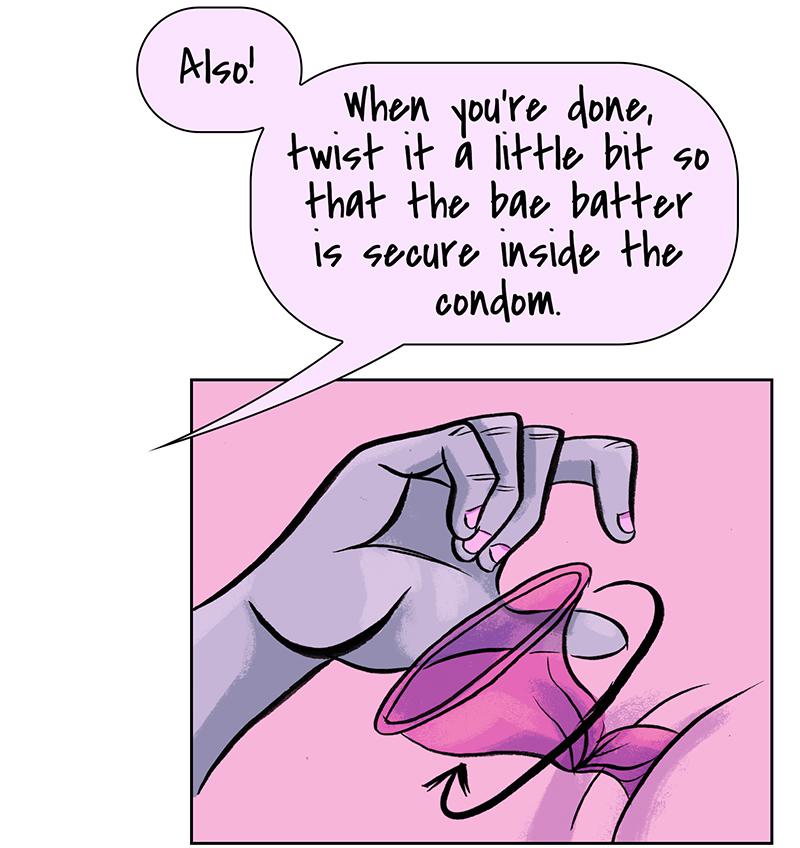 Also!
When you're done,
twist it a little bit so
that the bae batter
is secure inside the
condom.